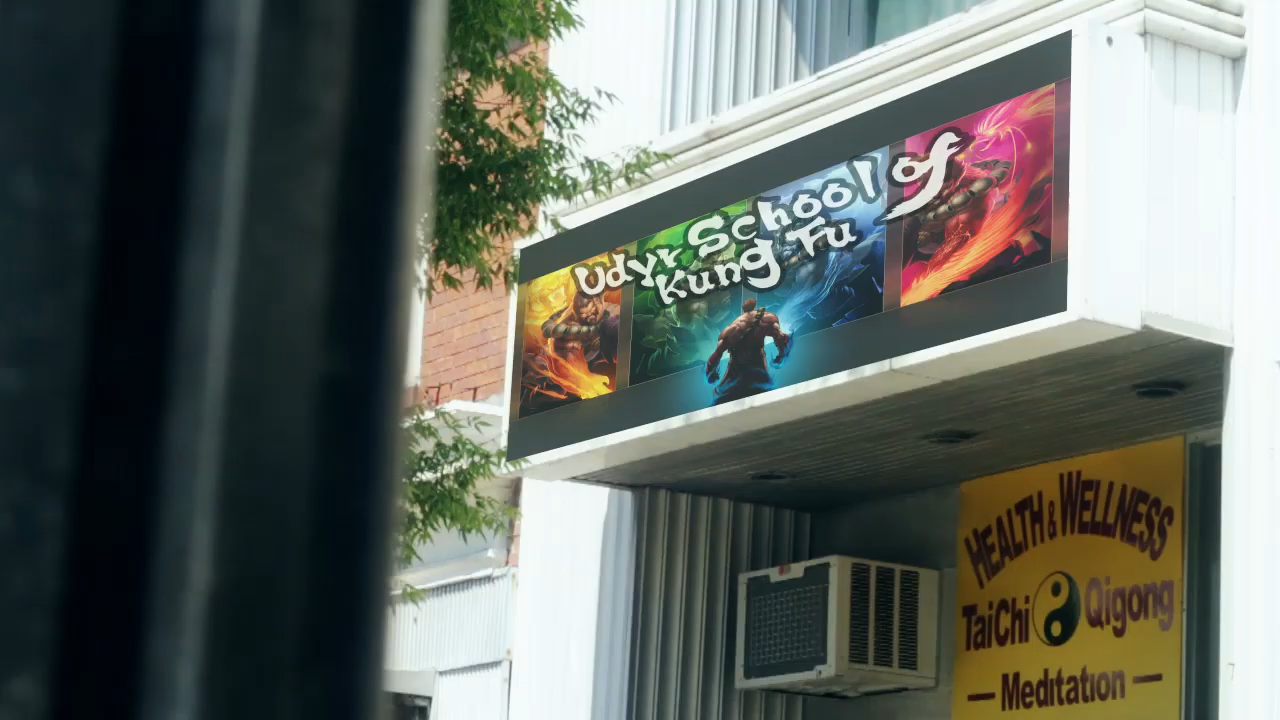 Udyr School of
Kung Fu
HEALTH & WELLNESS
TaiChi Qigong
— Meditation —